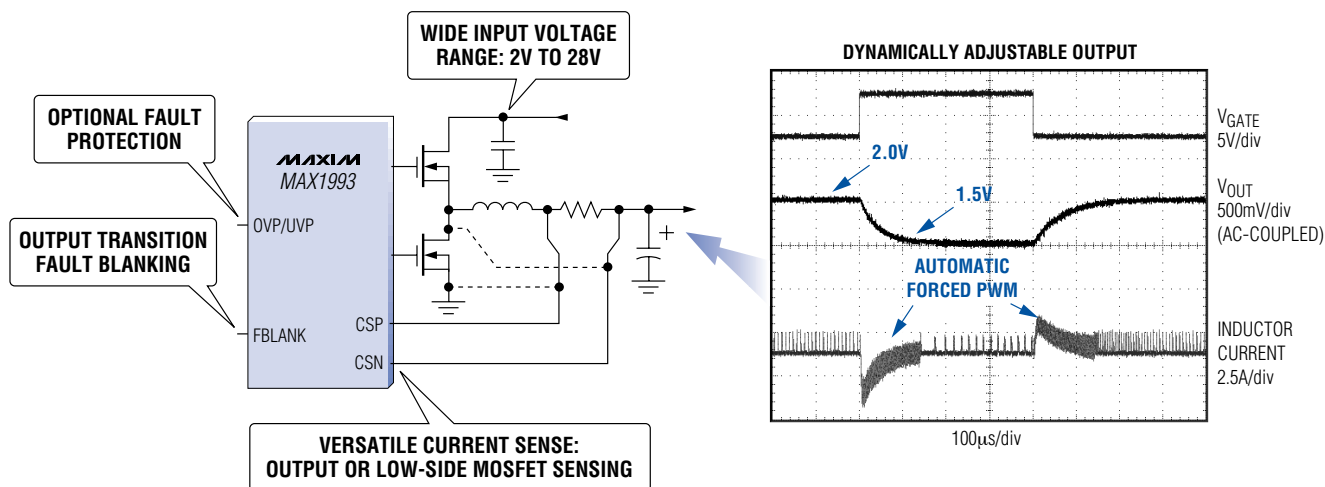 WIDE INPUT VOLTAGE
RANGE: 2V TO 28V
OPTIONAL FAULT
PROTECTION
OUTPUT TRANSITION
FAULT BLANKING
MAXIM
MAX1993
OVP/UVP
FBLANK
CSP
CSN
+
VERSATILE CURRENT SENSE:
OUTPUT OR LOW-SIDE MOSFET SENSING
DYNAMICALLY ADJUSTABLE OUTPUT
VGATE
5V/div
2.0V
1.5V
VOUT
500mV/div
(AC-COUPLED)
AUTOMATIC
FORCED PWM
INDUCTOR
CURRENT
2.5A/div
100µs/div